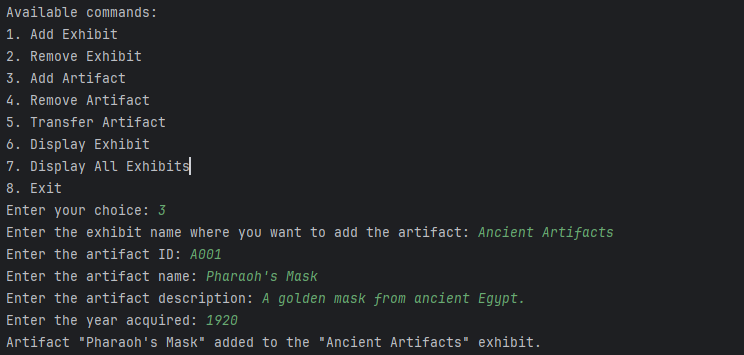 Available commands:
1. Add Exhibit
2. Remove Exhibit
3. Add Artifact
4. Remove Artifact
5. Transfer Artifact
6. Display Exhibit
7. Display All Exhibits
8. Exit
Enter your choice: 3
Enter the exhibit name where you want to add the artifact: Ancient Artifacts
Enter the artifact ID: A001
Enter the artifact name: Pharaoh's Mask
Enter the artifact description: A golden mask from ancient Egypt.
Enter the year acquired: 1920
Artifact "Pharaoh's Mask" added to the "Ancient Artifacts" exhibit.